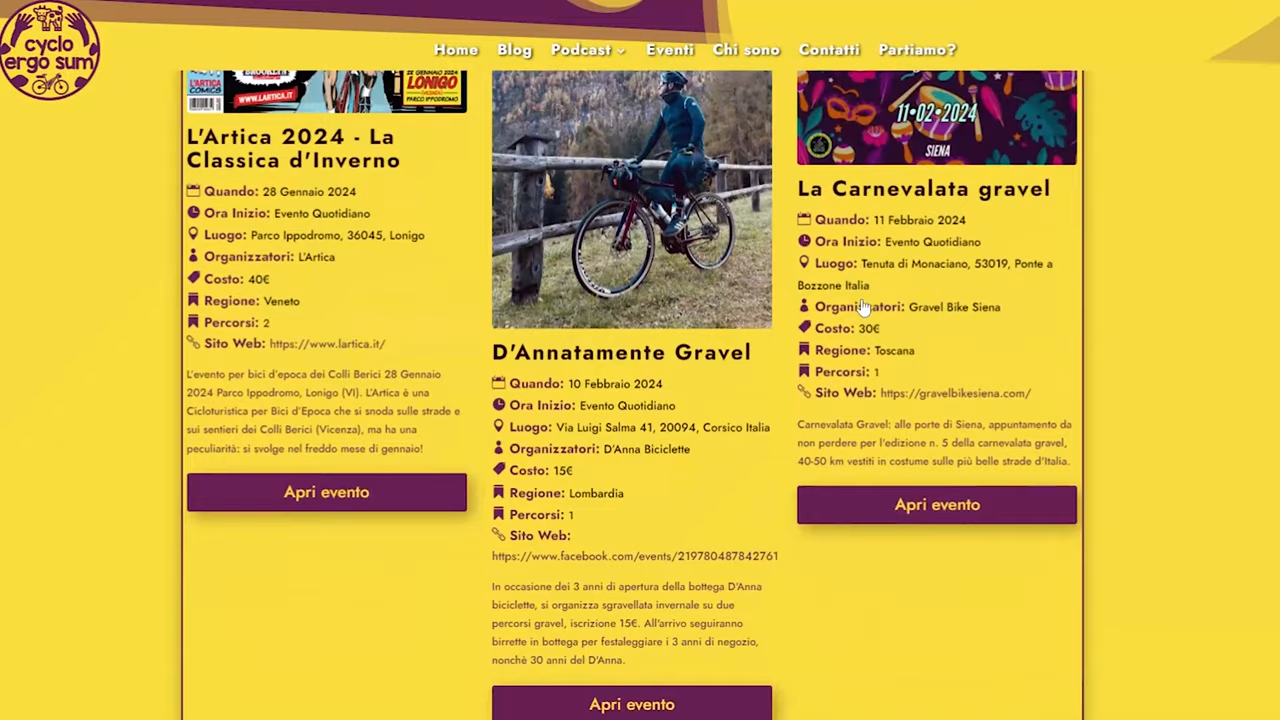 cyclo
ergo sum
Home Blog Podcast Eventi Chi sono Contatti Partiamo?
L'ARTICA
COMICS
BROOKLYN
WWW.LARTICA.IT
28 GENNAIO 2024
LONIGO
(VICENZA)
PARCO IPPODROMO
L'Artica 2024 - La
Classica d'Inverno
Quando: 28 Gennaio 2024
Ora Inizio: Evento Quotidiano
Luogo: Parco Ippodromo, 36045, Lonigo
Organizzatori: L'Artica
Costo: 40€
Regione: Veneto
Percorsi: 2
Sito Web: https://www.lartica.it/
L'evento per bici d'epoca dei Colli Berici 28 Gennaio
2024 Parco Ippodromo, Lonigo (VI). L'Artica è una
Cicloturistica per Bici d'Epoca che si snoda sulle strade e
sui sentieri dei Colli Berici (Vicenza), ma ha una
peculiarità: si svolge nel freddo mese di gennaio!
Apri evento
D'Annatamente Gravel
Quando: 10 Febbraio 2024
Ora Inizio: Evento Quotidiano
Luogo: Via Luigi Salma 41, 20094, Corsico Italia
Organizzatori: D'Anna Biciclette
Costo: 15€
Regione: Lombardia
Percorsi: 1
Sito Web:
https://www.facebook.com/events/219780487842761
In occasione dei 3 anni di apertura della bottega D'Anna
biciclette, si organizza sgravellata invernale su due
percorsi gravel, iscrizione 15€. All'arrivo seguiranno
birrette in bottega per festaleggiare i 3 anni di negozio,
nonchè 30 anni del D'Anna.
Apri evento
11•02•2024
SIENA
La Carnevalata gravel
Quando: 11 Febbraio 2024
Ora Inizio: Evento Quotidiano
Luogo: Tenuta di Monaciano, 53019, Ponte a
Bozzone Italia
Organizzatori: Gravel Bike Siena
Costo: 30€
Regione: Toscana
Percorsi: 1
Sito Web: https://gravelbikesiena.com/
Carnevalata Gravel: alle porte di Siena, appuntamento da
non perdere per l'edizione n. 5 della carnevalata gravel,
40-50 km vestiti in costume sulle più belle strade d'Italia.
Apri evento